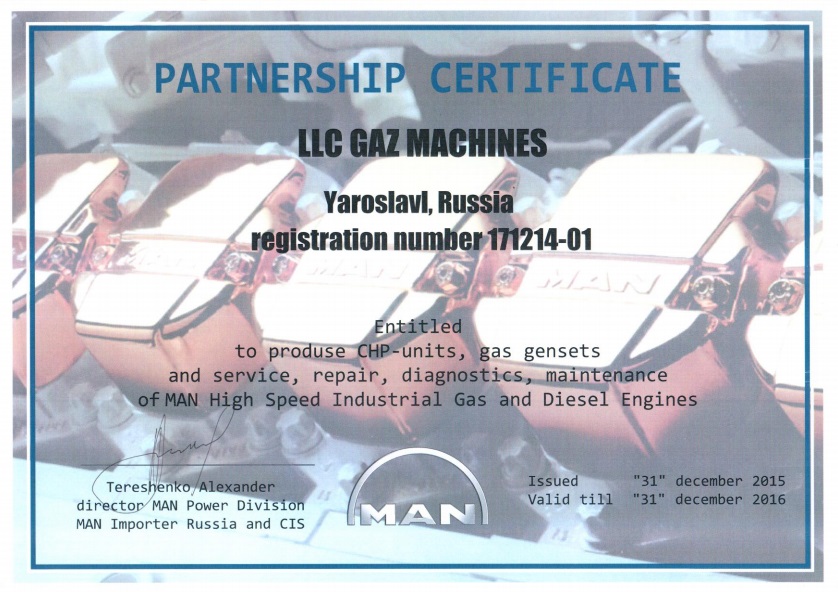 PARTNERSHIP CERTIFICATE
LLC GAZ MACHINES
Yaroslavl, Russia
registration number 171214-01
MAN
MAN
Entitled
to produse CHP-units, gas gensets
and service, repair, diagnostics, maintenance
of MAN High Speed Industrial Gas and Diesel Engines
Tereshenko Alexander
director MAN Power Division
MAN Importer Russia and CIS
MAN
Issued "31" december 2015
Valid till "31" december 2016